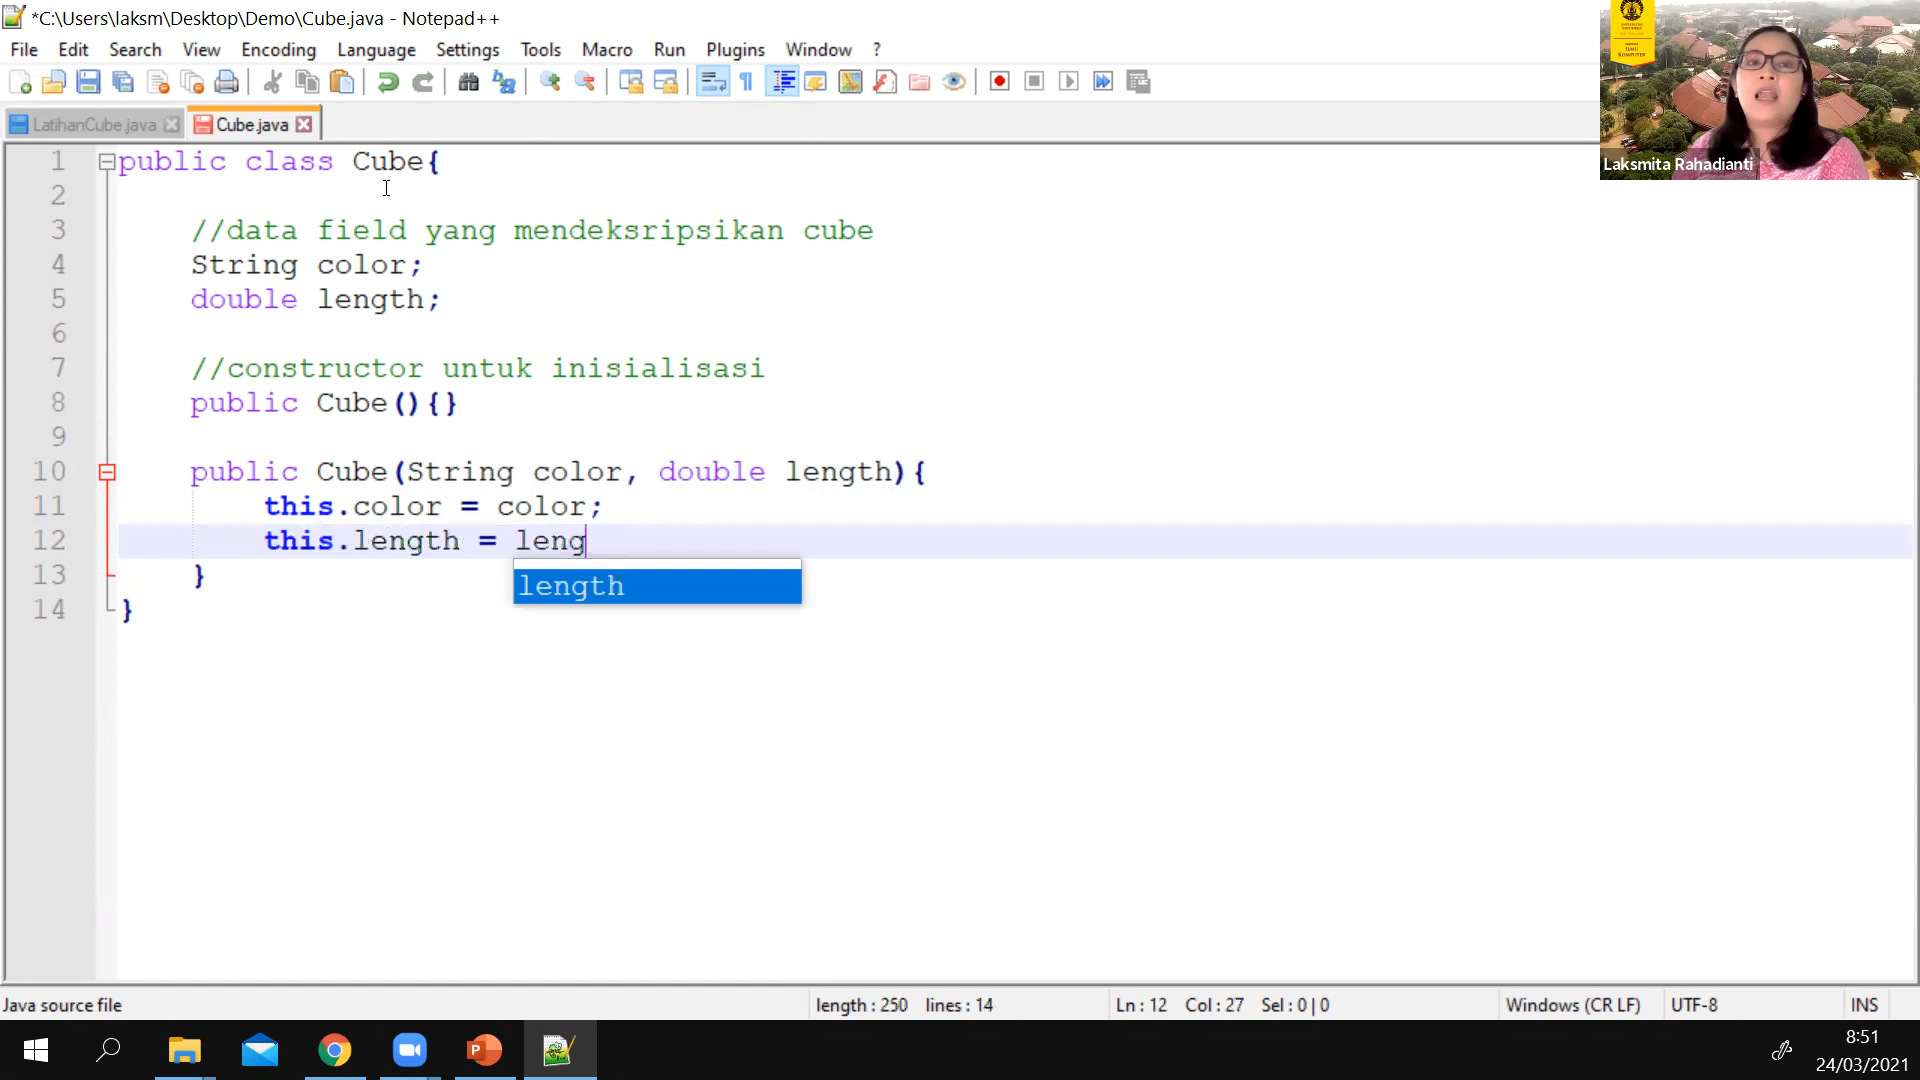 *C:\Users\laksm\Desktop\Demo\Cube.java - Notepad++
File Edit Search View Encoding Language Settings Tools Macro Run Plugins Window ?
LatihanCube.java Cube.java
1 public class Cube{
2
3 //data field yang mendeksripsikan cube
4 String color;
5 double length;
6
7 //constructor untuk inisialisasi
8 public Cube(){}
9
10 public Cube(String color, double length){
11 this.color = color;
12 this.length = leng
length
13 }
14 }
ILMU
KOMPUTER
Laksmita Rahadianti
Java source file length : 250 lines : 14 Ln : 12 Col : 27 Sel : 0 | 0 Windows (CR LF) UTF-8 INS
8:51
24/03/2021